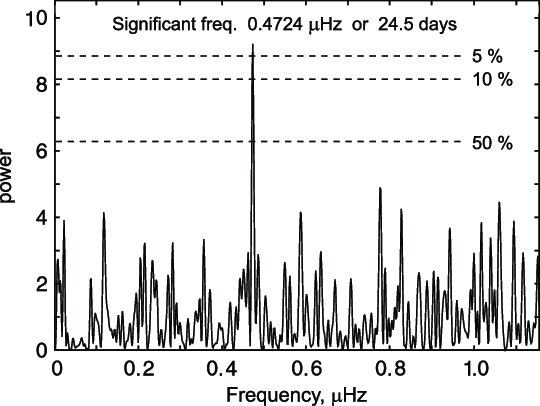 10
Significant freq. 0.4724 μHz or 24.5 days
5 %
8
10 %
6
50 %
power
4
2
0
0 0.2 0.4 0.6 0.8 1.0
Frequency, μHz